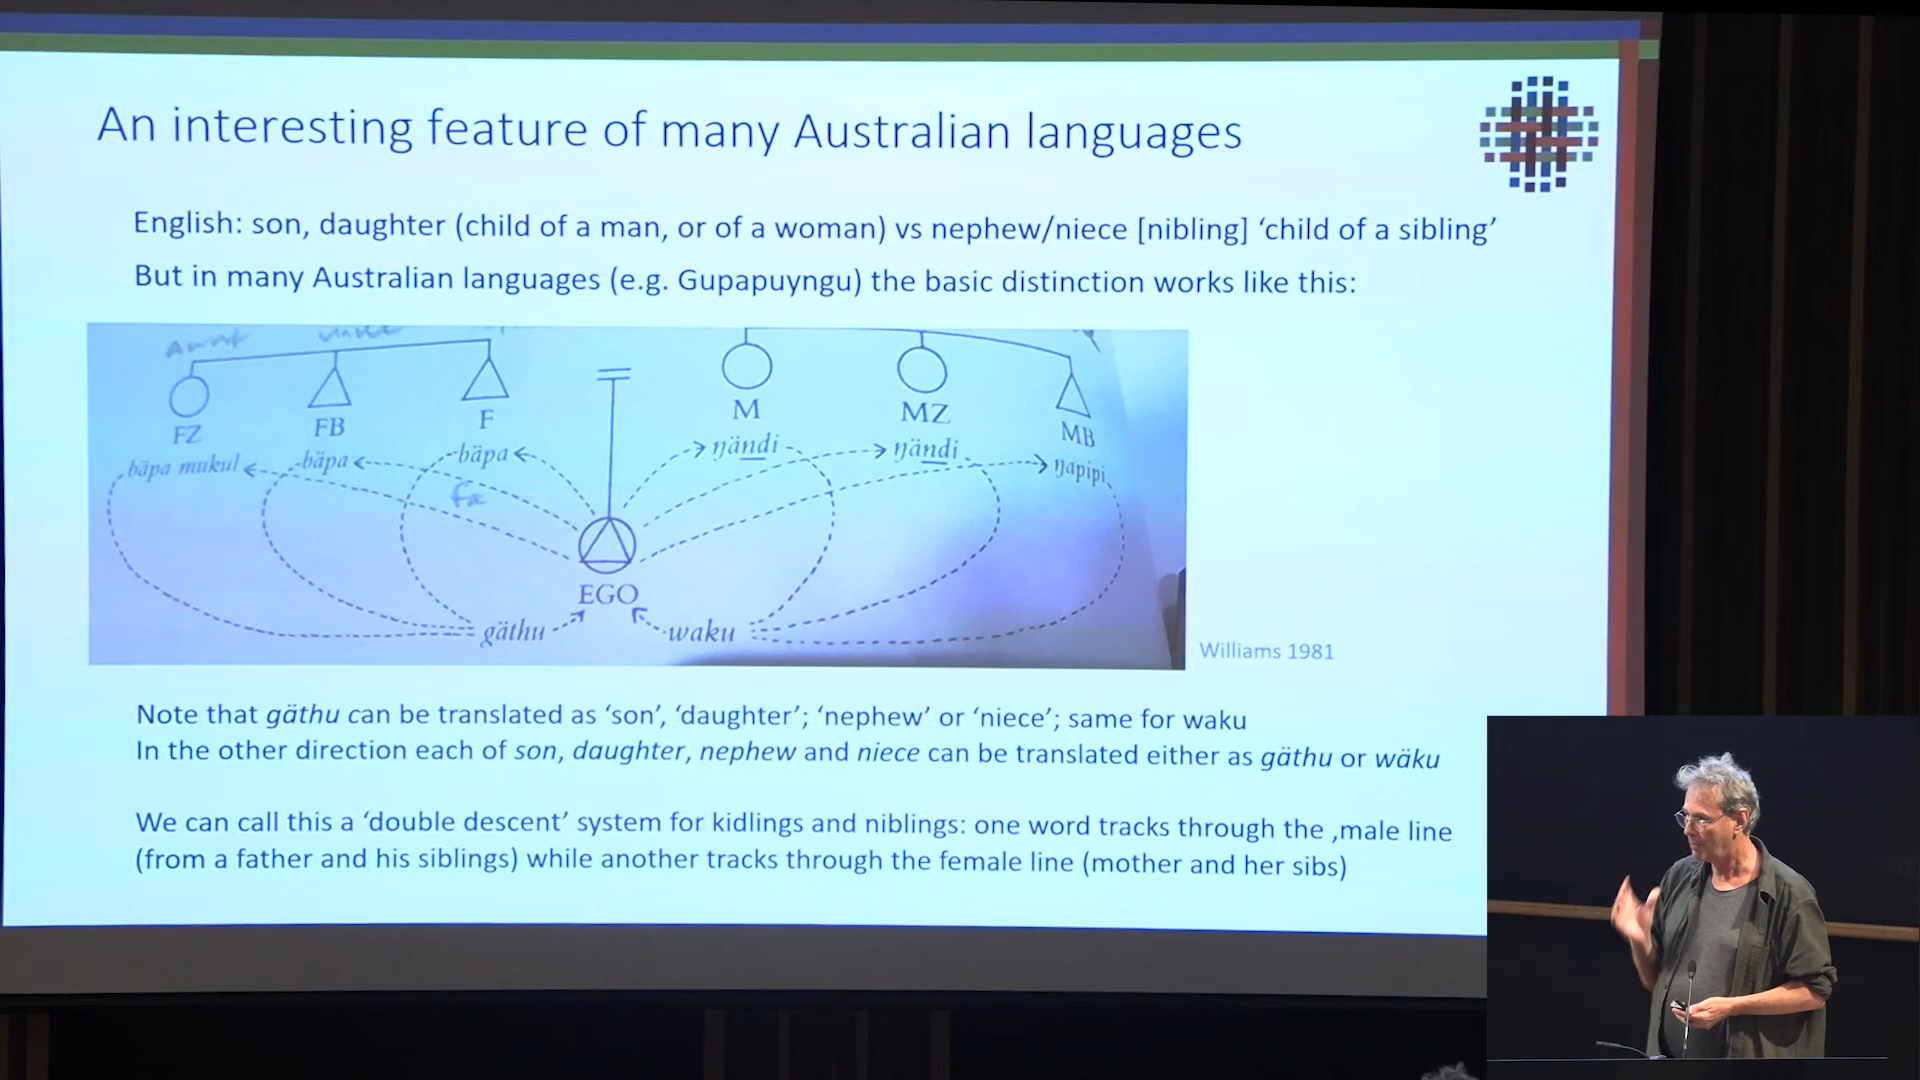 An interesting feature of many Australian languages
English: son, daughter (child of a man, or of a woman) vs nephew/niece [nibling] ‘child of a sibling’
But in many Australian languages (e.g. Gupapuyngu) the basic distinction works like this:
Aunt uncle
FZ FB F M MZ MB
bäpa mukul bäpa bäpa ŋändi ŋändi ŋapipi
fa
EGO
gäthu waku
Williams 1981
Note that gäthu can be translated as ‘son’, ‘daughter’; ‘nephew’ or ‘niece’; same for waku
In the other direction each of son, daughter, nephew and niece can be translated either as gäthu or wäku
We can call this a ‘double descent’ system for kidlings and niblings: one word tracks through the ,male line
(from a father and his siblings) while another tracks through the female line (mother and her sibs)